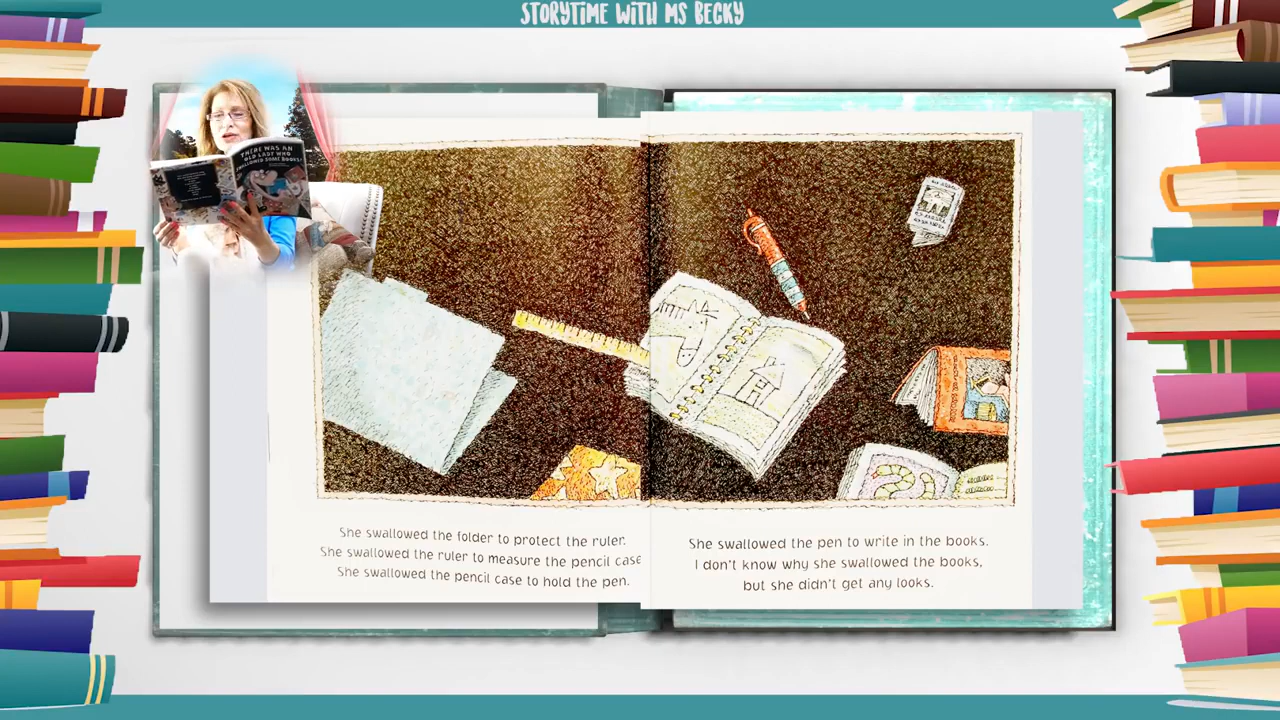 STORYTIME WITH MS BECKY
THERE WAS AN
OLD LADY WHO
SWALLOWED SOME BOOKS!
She swallowed the folder to protect the ruler.
She swallowed the ruler to measure the pencil case
She swallowed the pencil case to hold the pen.
She swallowed the pen to write in the books.
I don't know why she swallowed the books,
but she didn't get any looks.